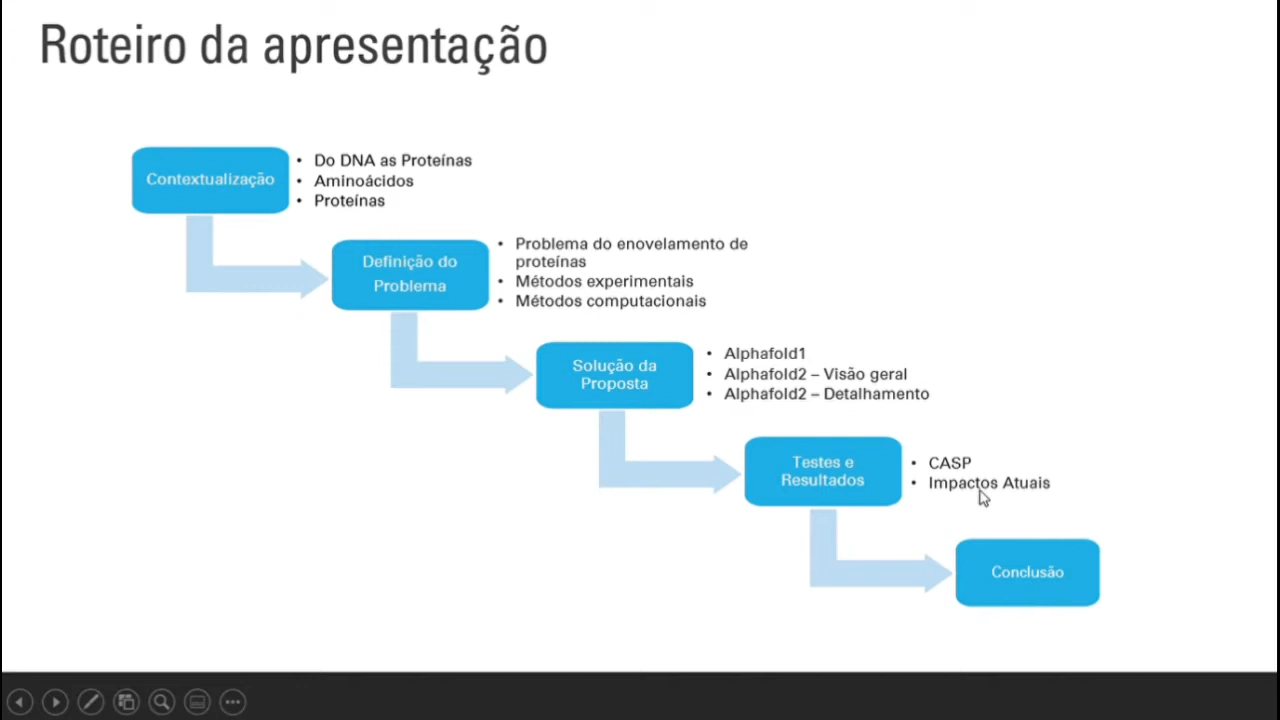 Roteiro da apresentação
Contextualização
• Do DNA as Proteínas
• Aminoácidos
• Proteínas
Definição do
Problema
• Problema do enovelamento de
proteínas
• Métodos experimentais
• Métodos computacionais
Solução da
Proposta
• Alphafold1
• Alphafold2 – Visão geral
• Alphafold2 – Detalhamento
Testes e
Resultados
• CASP
• Impactos Atuais
Conclusão